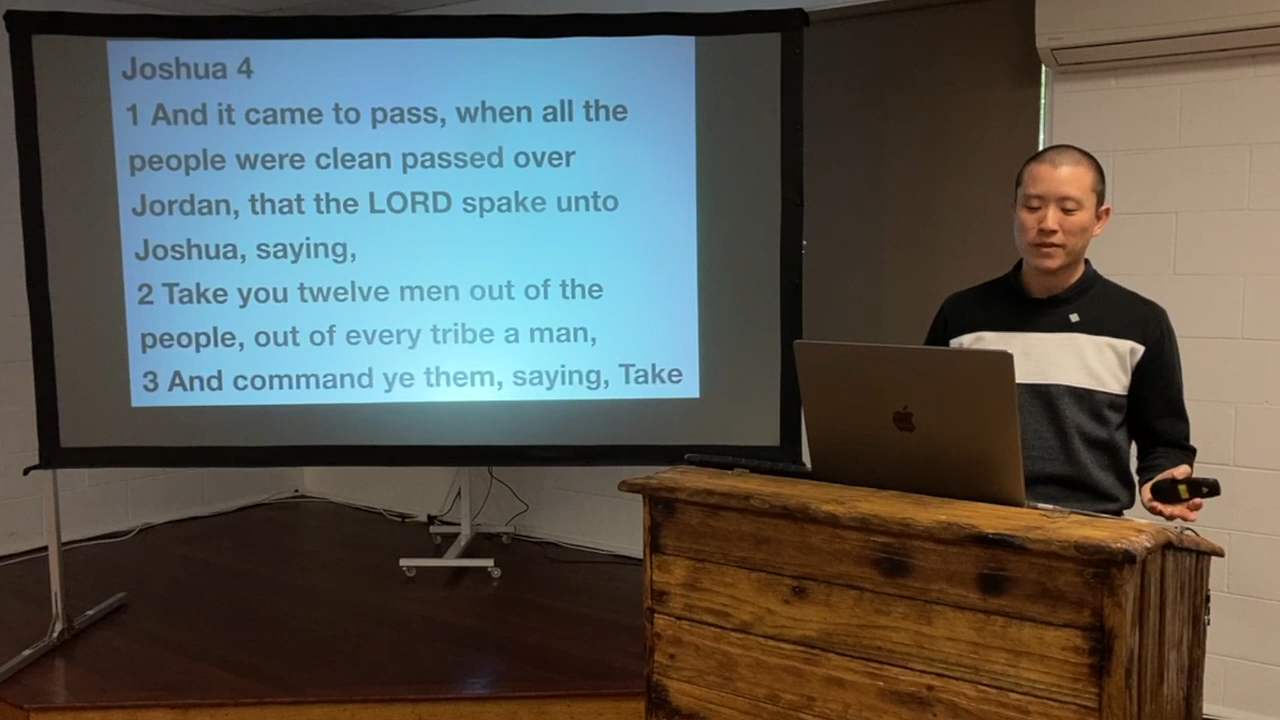 Joshua 4
1 And it came to pass, when all the
people were clean passed over
Jordan, that the LORD spake unto
Joshua, saying,
2 Take you twelve men out of the
people, out of every tribe a man,
3 And command ye them, saying, Take